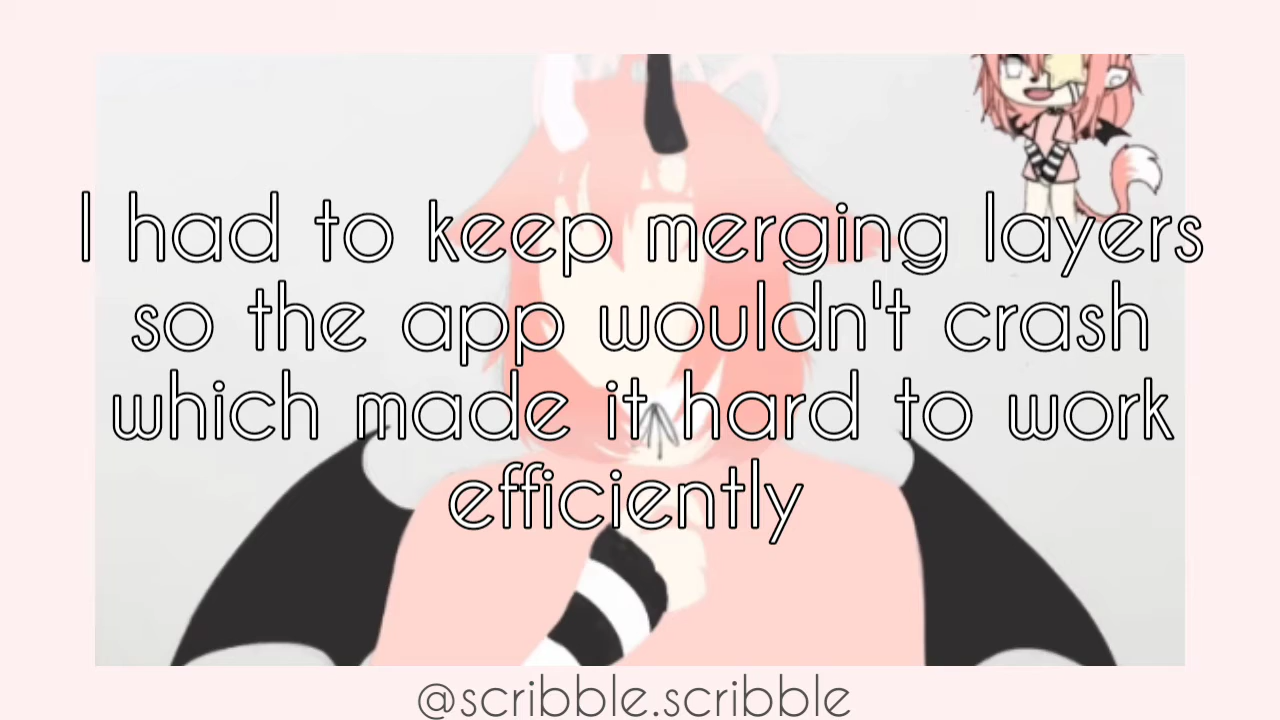 I had to keep merging layers
so the app wouldn't crash
which made it hard to work
efficiently
@scribble.scribble